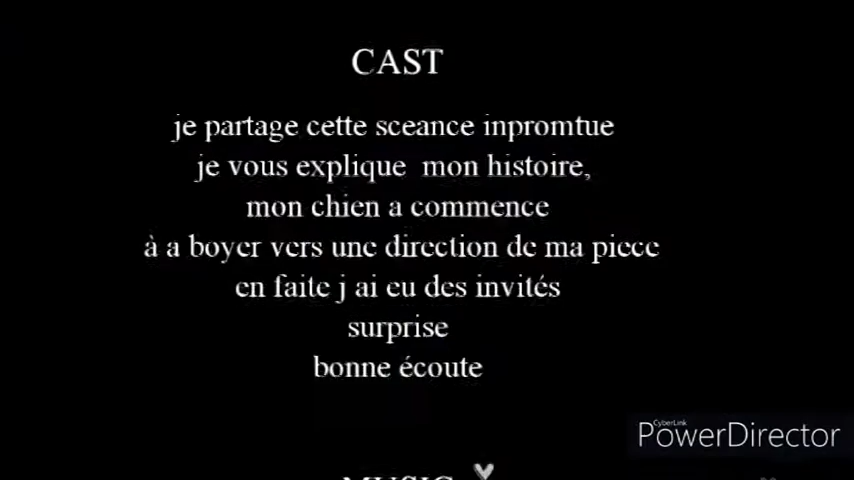 CAST
je partage cette sceance inpromtue
je vous explique mon histoire,
mon chien a commence
à a boyer vers une direction de ma piece
en faite j ai eu des invités
surprise
bonne écoute
CyberLink
PowerDirector
MUSIC